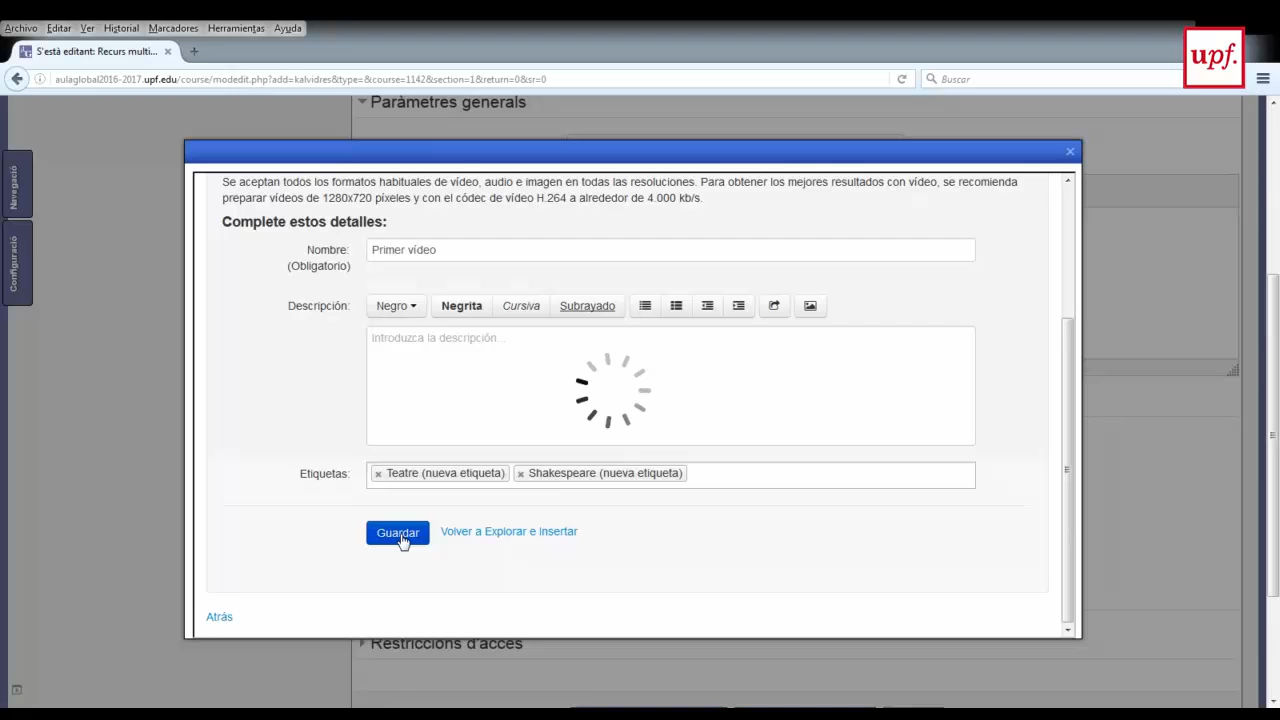 Archivo Editar Ver Historial Marcadores Herramientas Ayuda
S'està editant: Recurs multi... × +
aulaglobal2016-2017.upf.edu/course/modedit.php?add=kalvidres&type=&course=1142&section=1&return=0&sr=0
Buscar
upf.
Paràmetres generals
Navegació
Configuració
Se aceptan todos los formatos habituales de vídeo, audio e imagen en todas las resoluciones. Para obtener los mejores resultados con vídeo, se recomienda
preparar vídeos de 1280x720 píxeles y con el códec de vídeo H.264 a alrededor de 4.000 kb/s.
Complete estos detalles:
Nombre: Primer vídeo
(Obligatorio)
Descripción: Negro Negrita Cursiva Subrayado
Introduzca la descripción...
Etiquetas: × Teatre (nueva etiqueta) × Shakespeare (nueva etiqueta)
Guardar Volver a Explorar e Insertar
Atrás
Restriccions d'accés